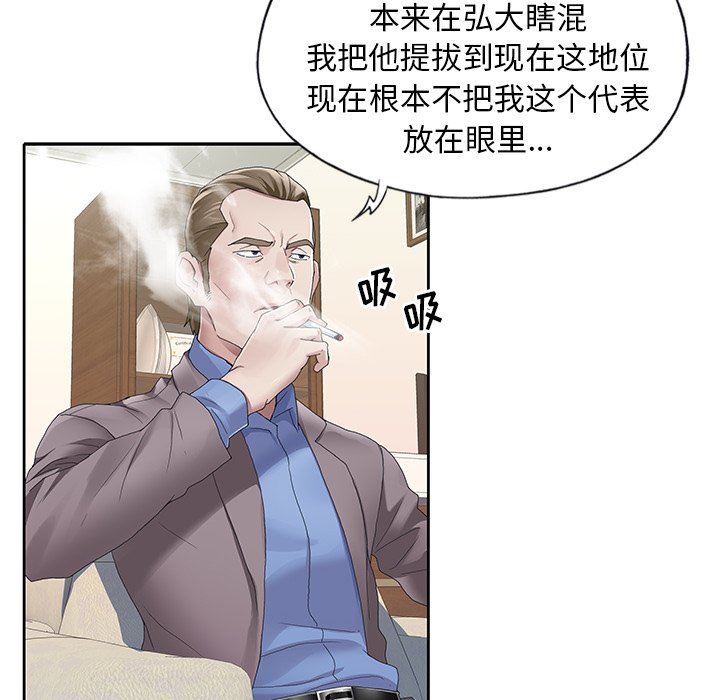 本来在弘大瞎混
我把他提拔到现在这地位
现在根本不把我这个代表
放在眼里...
吸
吸